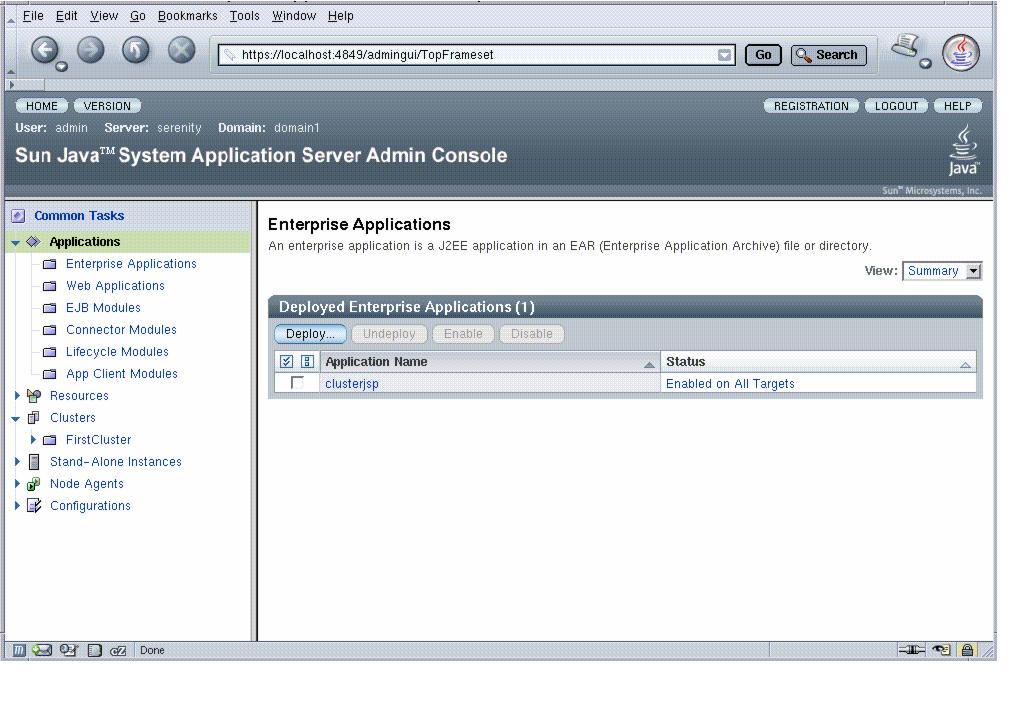 File Edit View Go Bookmarks Tools Window Help
https://localhost:4849/admingui/TopFrameset Go Search
HOME VERSION REGISTRATION LOGOUT HELP
User: admin Server: serenity Domain: domain1
Sun Java™ System Application Server Admin Console
Java™
Sun™ Microsystems, Inc.
Common Tasks
Applications
Enterprise Applications
Web Applications
EJB Modules
Connector Modules
Lifecycle Modules
App Client Modules
Resources
Clusters
FirstCluster
Stand-Alone Instances
Node Agents
Configurations
Enterprise Applications
An enterprise application is a J2EE application in an EAR (Enterprise Application Archive) file or directory.
View: Summary
Deployed Enterprise Applications (1)
Deploy... Undeploy Enable Disable
Application Name Status
clusterjsp Enabled on All Targets
Done